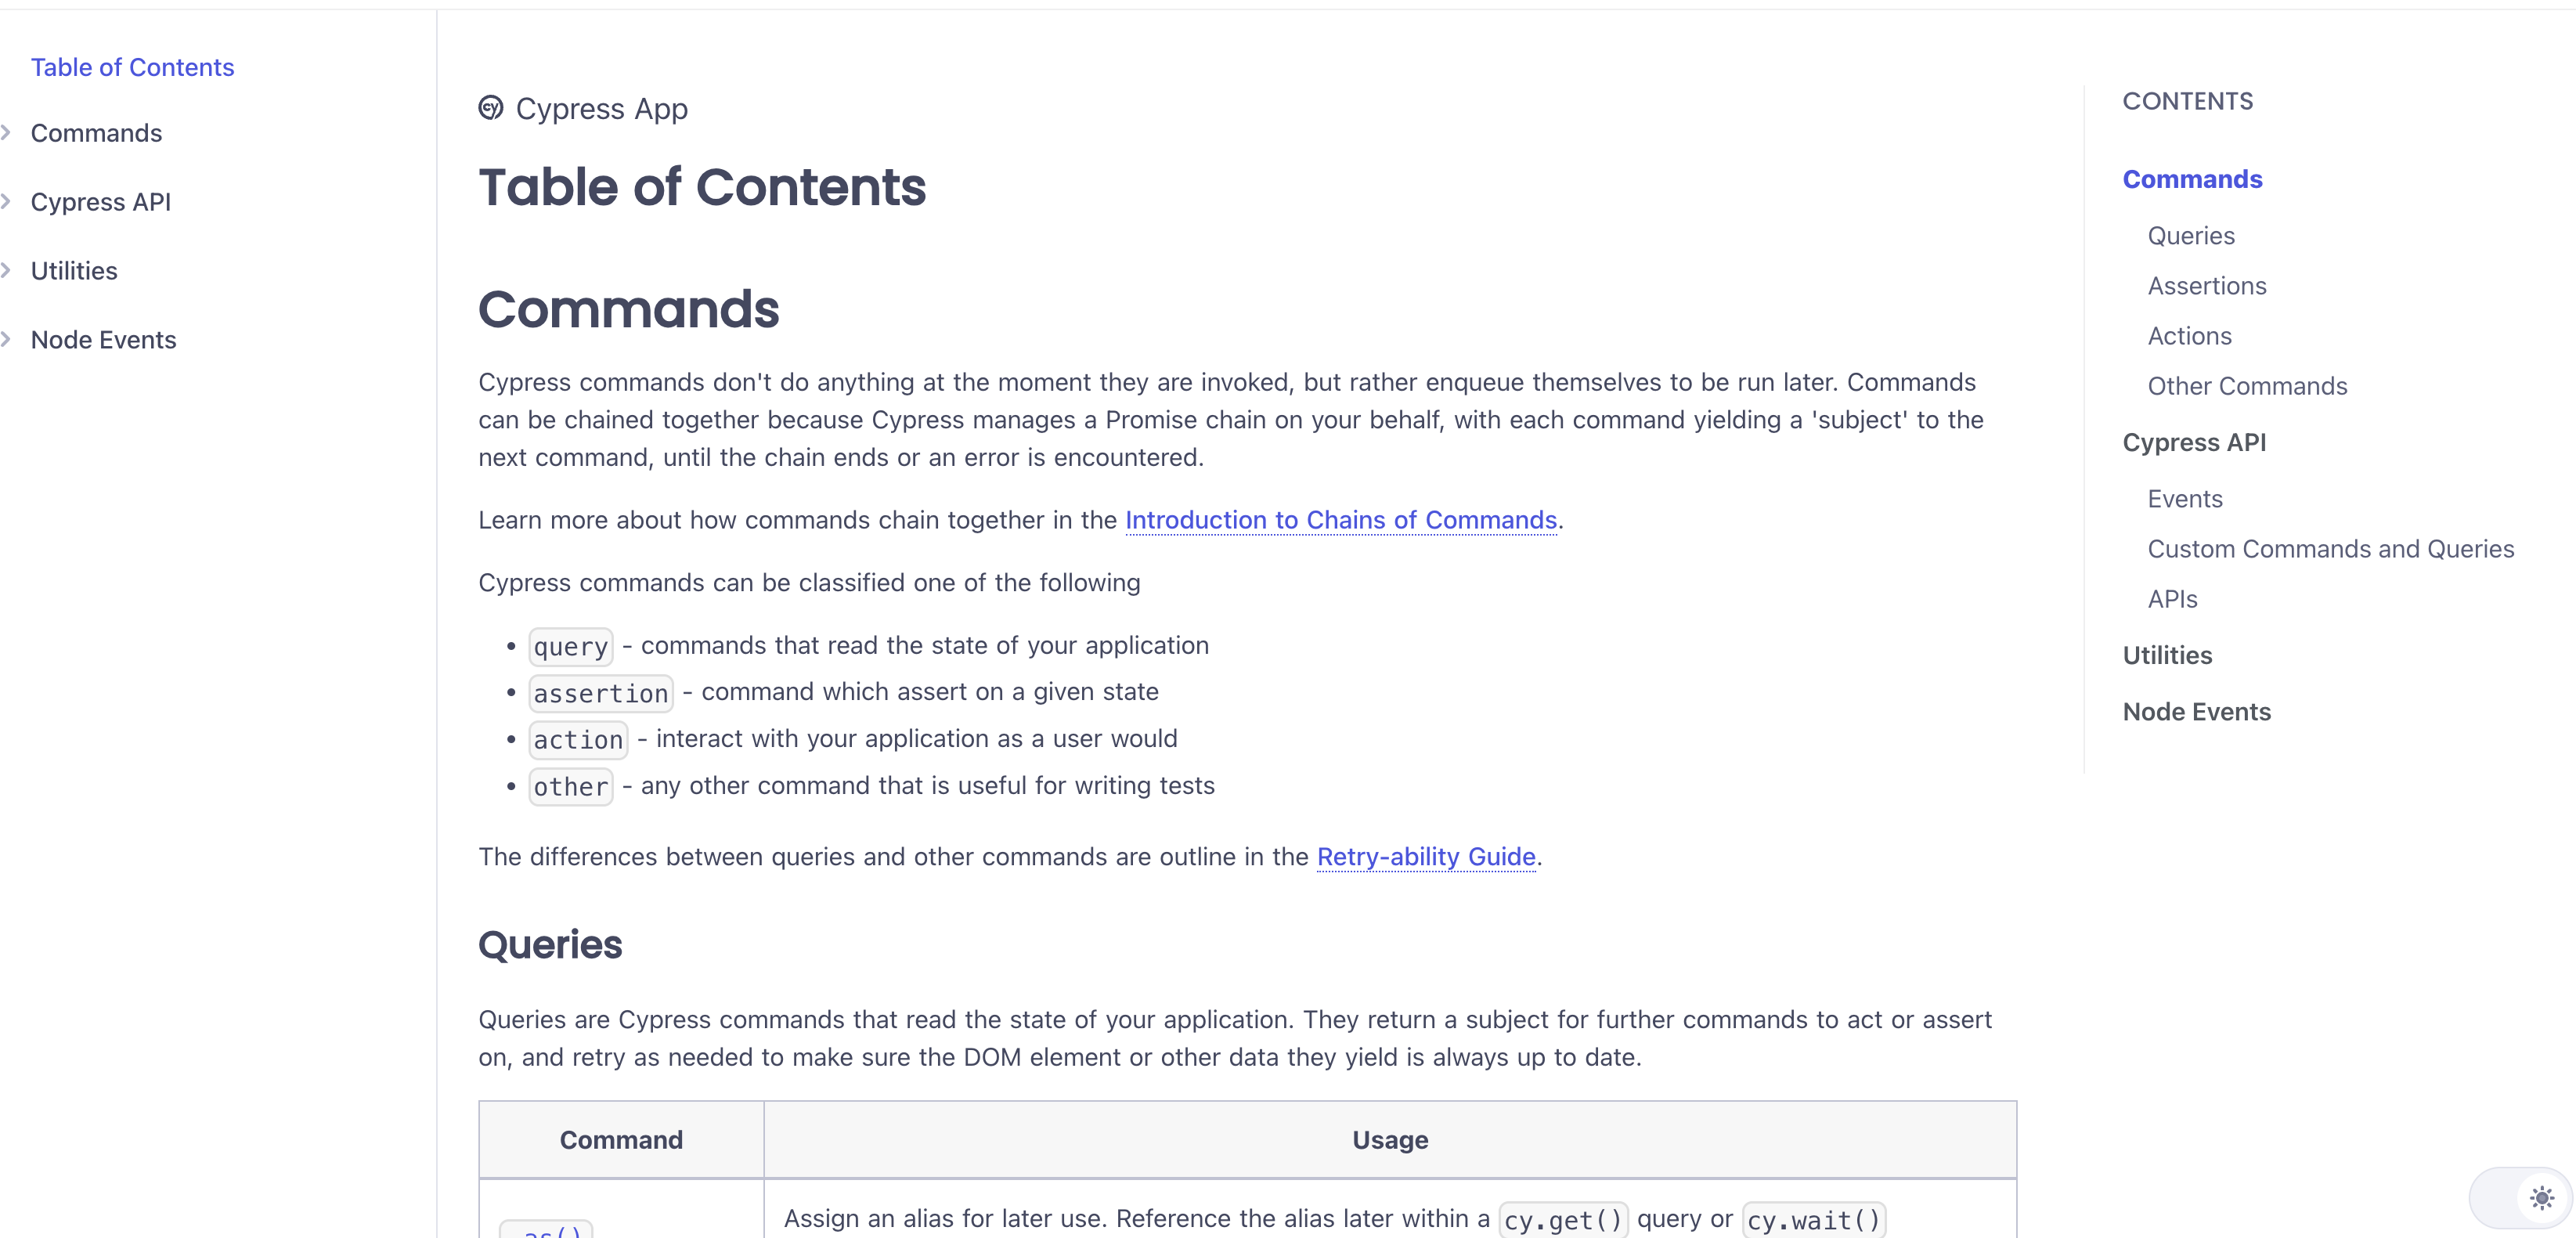 Table of Contents
Commands
Cypress API
Utilities
Node Events
Cypress App
Table of Contents
Commands
Cypress commands don't do anything at the moment they are invoked, but rather enqueue themselves to be run later. Commands
can be chained together because Cypress manages a Promise chain on your behalf, with each command yielding a 'subject' to the
next command, until the chain ends or an error is encountered.
Learn more about how commands chain together in the Introduction to Chains of Commands.
Cypress commands can be classified one of the following
• query - commands that read the state of your application
• assertion - command which assert on a given state
• action - interact with your application as a user would
• other - any other command that is useful for writing tests
The differences between queries and other commands are outline in the Retry-ability Guide.
Queries
Queries are Cypress commands that read the state of your application. They return a subject for further commands to act or assert
on, and retry as needed to make sure the DOM element or other data they yield is always up to date.
Command Usage
.as() Assign an alias for later use. Reference the alias later within a cy.get() query or cy.wait()
CONTENTS
Commands
Queries
Assertions
Actions
Other Commands
Cypress API
Events
Custom Commands and Queries
APIs
Utilities
Node Events